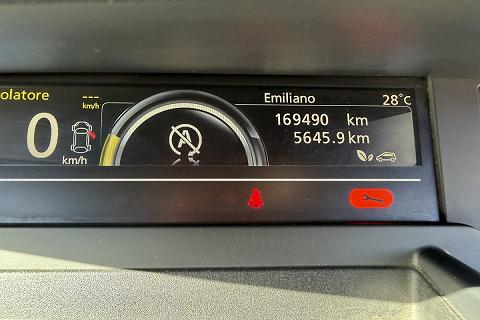 olatore
---
km/h
0
km/h
A
Emiliano
28°C
169490 km
5645.9 km